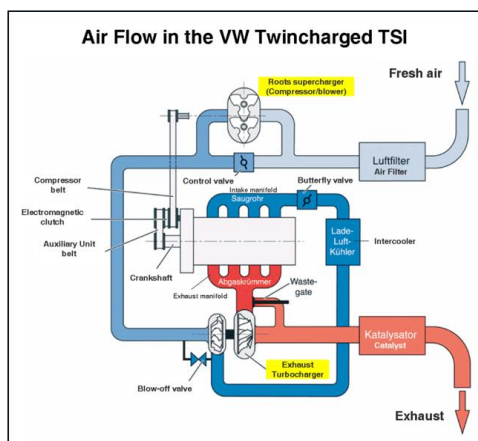 Air Flow in the VW Twincharged TSI
Roots supercharger
(Compressor/blower)
Fresh air
Luftfilter
Air Filter
Control valve
Butterfly valve
Compressor
belt
Intake manifold
Saugrohr
Electromagnetic
clutch
Auxiliary Unit
belt
Lade-
Luft-
Kühler
Intercooler
Crankshaft
Abgaskrümmer
Exhaust manifold
Waste-
gate
Katalysator
Catalyst
Exhaust
Turbocharger
Blow-off valve
Exhaust